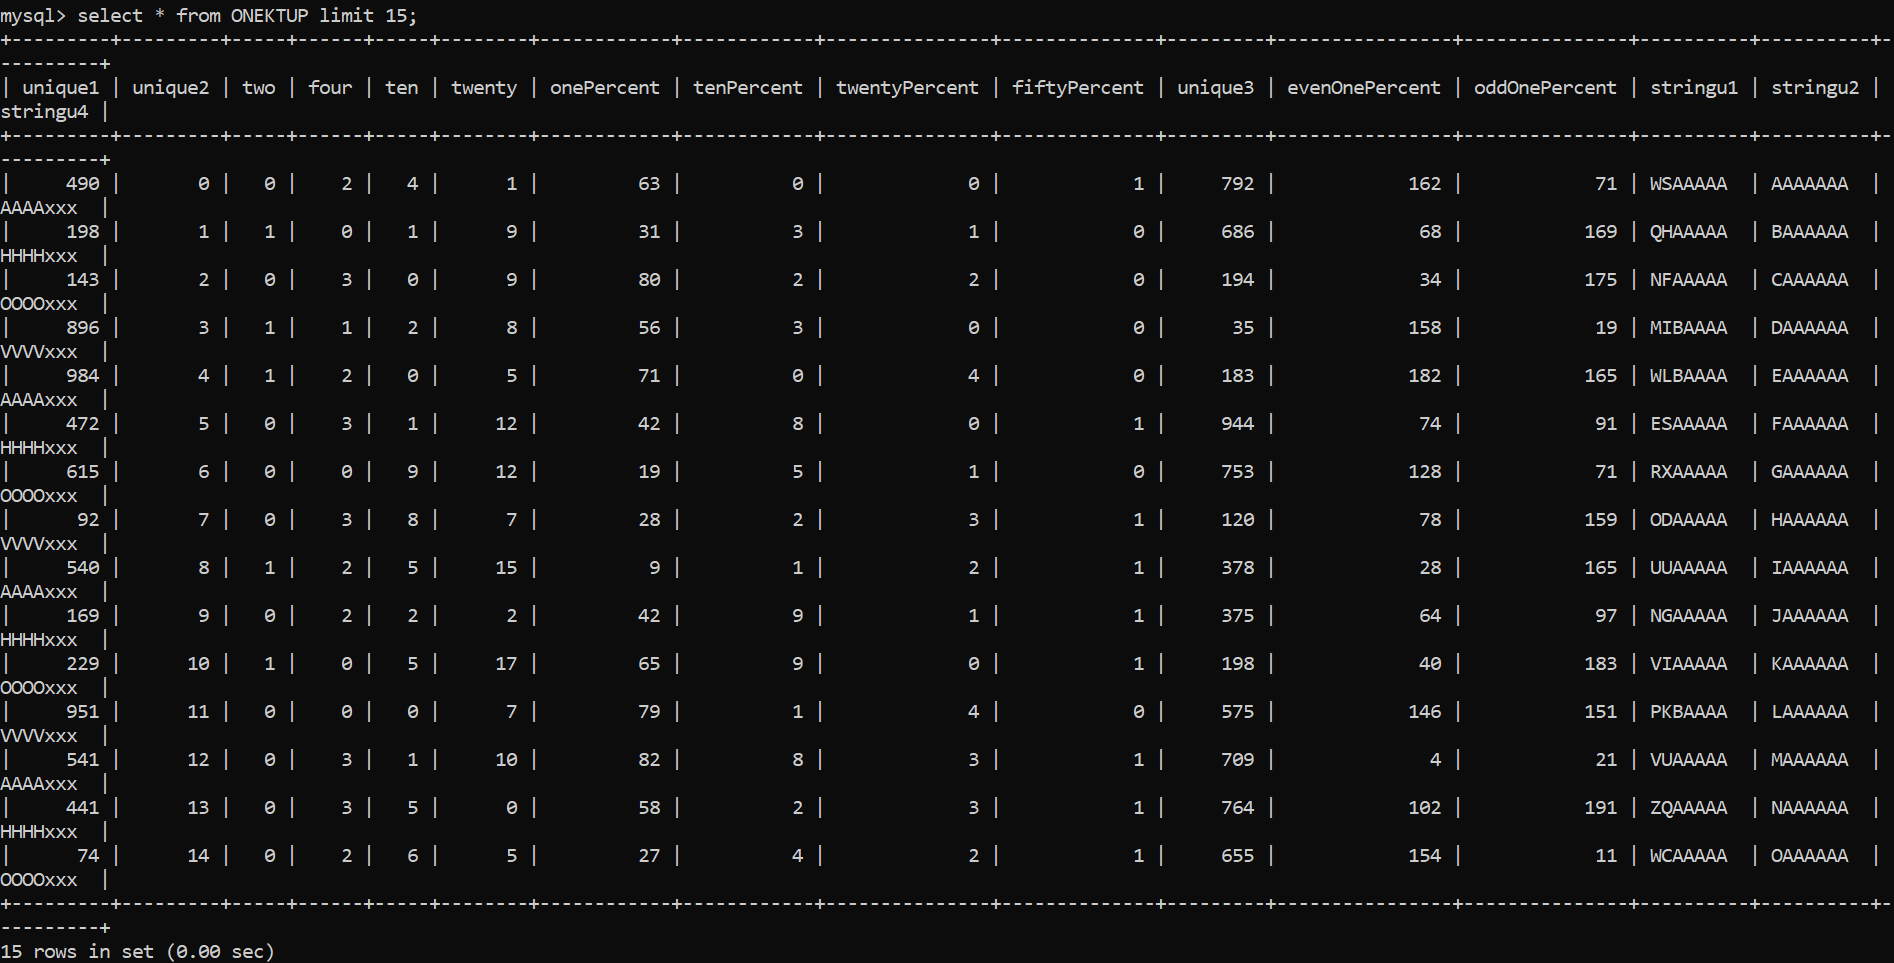 mysql> select * from ONEKTUP limit 15;
+---------+---------+-----+------+-----+--------+------------+------------+---------------+--------------+---------+----------------+---------------+----------+----------+-
---------+
| unique1 | unique2 | two | four | ten | twenty | onePercent | tenPercent | twentyPercent | fiftyPercent | unique3 | evenOnePercent | oddOnePercent | stringu1 | stringu2 |
stringu4 |
+---------+---------+-----+------+-----+--------+------------+------------+---------------+--------------+---------+----------------+---------------+----------+----------+-
---------+
|     490 |       0 |   0 |    2 |   4 |      1 |         63 |          0 |             0 |            1 |     792 |            162 |            71 | WSAAAAA  | AAAAAAA  |
AAAAxxx  |
|     198 |       1 |   1 |    0 |   1 |      9 |         31 |          3 |             1 |            0 |     686 |             68 |           169 | QHAAAAA  | BAAAAAA  |
HHHHxxx  |
|     143 |       2 |   0 |    3 |   0 |      9 |         80 |          2 |             2 |            0 |     194 |             34 |           175 | NFAAAAA  | CAAAAAA  |
OOOOxxx  |
|     896 |       3 |   1 |    1 |   2 |      8 |         56 |          3 |             0 |            0 |      35 |            158 |            19 | MIBAAAA  | DAAAAAA  |
VVVVxxx  |
|     984 |       4 |   1 |    2 |   0 |      5 |         71 |          0 |             4 |            0 |     183 |            182 |           165 | WLBAAAA  | EAAAAAA  |
AAAAxxx  |
|     472 |       5 |   0 |    3 |   1 |     12 |         42 |          8 |             0 |            1 |     944 |             74 |            91 | ESAAAAA  | FAAAAAA  |
HHHHxxx  |
|     615 |       6 |   0 |    0 |   9 |     12 |         19 |          5 |             1 |            0 |     753 |            128 |            71 | RXAAAAA  | GAAAAAA  |
OOOOxxx  |
|      92 |       7 |   0 |    3 |   8 |      7 |         28 |          2 |             3 |            1 |     120 |             78 |           159 | ODAAAAA  | HAAAAAA  |
VVVVxxx  |
|     540 |       8 |   1 |    2 |   5 |     15 |          9 |          1 |             2 |            1 |     378 |             28 |           165 | UUAAAAA  | IAAAAAA  |
AAAAxxx  |
|     169 |       9 |   0 |    2 |   2 |      2 |         42 |          9 |             1 |            1 |     375 |             64 |            97 | NGAAAAA  | JAAAAAA  |
HHHHxxx  |
|     229 |      10 |   1 |    0 |   5 |     17 |         65 |          9 |             0 |            1 |     198 |             40 |           183 | VIAAAAA  | KAAAAAA  |
OOOOxxx  |
|     951 |      11 |   0 |    0 |   0 |      7 |         79 |          1 |             4 |            0 |     575 |            146 |           151 | PKBAAAA  | LAAAAAA  |
VVVVxxx  |
|     541 |      12 |   0 |    3 |   1 |     10 |         82 |          8 |             3 |            1 |     709 |              4 |            21 | VUAAAAA  | MAAAAAA  |
AAAAxxx  |
|     441 |      13 |   0 |    3 |   5 |      0 |         58 |          2 |             3 |            1 |     764 |            102 |           191 | ZQAAAAA  | NAAAAAA  |
HHHHxxx  |
|      74 |      14 |   0 |    2 |   6 |      5 |         27 |          4 |             2 |            1 |     655 |            154 |            11 | WCAAAAA  | OAAAAAA  |
OOOOxxx  |
+---------+---------+-----+------+-----+--------+------------+------------+---------------+--------------+---------+----------------+---------------+----------+----------+-
---------+
15 rows in set (0.00 sec)